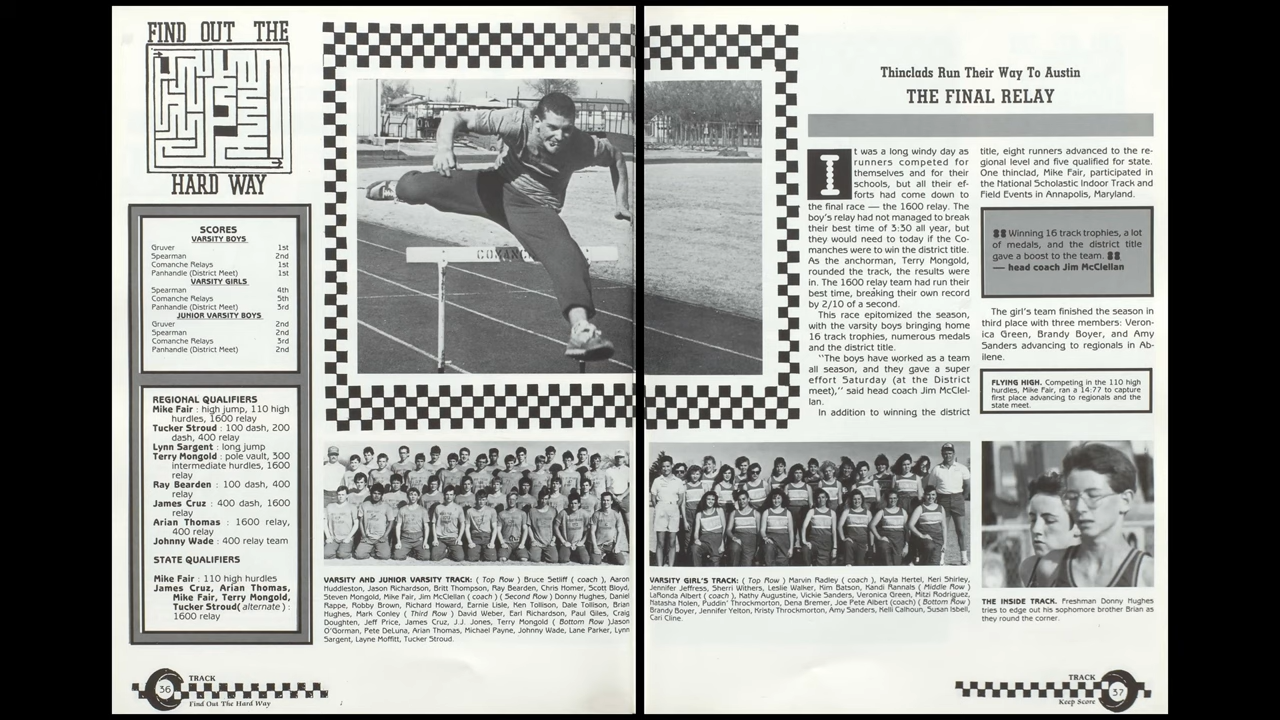 FIND OUT THE
HARD WAY
SCORES
VARSITY BOYS
Gruver 1st
Spearman 2nd
Comanche Relays 1st
Panhandle (District Meet) 1st
VARSITY GIRLS
Spearman 4th
Comanche Relays 5th
Panhandle (District Meet) 3rd
JUNIOR VARSITY BOYS
Gruver 2nd
Spearman 2nd
Comanche Relays 3rd
Panhandle (District Meet) 2nd
REGIONAL QUALIFIERS
Mike Fair : high jump, 110 high
hurdles, 1600 relay
Tucker Stroud : 100 dash, 200
dash, 400 relay
Lynn Sargent : long jump
Terry Mongold : pole vault, 300
intermediate hurdles, 1600
relay
Ray Bearden : 100 dash, 400
relay
James Cruz : 400 dash, 1600
relay
Arian Thomas : 1600 relay,
400 relay
Johnny Wade : 400 relay team
STATE QUALIFIERS
Mike Fair : 110 high hurdles
James Cruz, Arian Thomas,
Mike Fair, Terry Mongold,
Tucker Stroud( alternate ) :
1600 relay
COMANC
VARSITY AND JUNIOR VARSITY TRACK: ( Top Row ) Bruce Setliff ( coach ), Aaron
Huddleston, Jason Richardson, Britt Thompson, Ray Bearden, Chris Horner, Scott Bloyd,
Steven Mongold, Mike Fair, Jim McClellan ( coach ) ( Second Row ) Donny Hughes, Daniel
Rappe, Robby Brown, Richard Howard, Earnie Lisle, Ken Tollison, Dale Tollison, Brian
Hughes, Mark Conley ( Third Row ) David Weber, Earl Richardson, Paul Giles, Craig
Doughten, Jeff Price, James Cruz, J.J. Jones, Terry Mongold ( Bottom Row )Jason
O'Gorman, Pete DeLuna, Arian Thomas, Michael Payne, Johnny Wade, Lane Parker, Lynn
Sargent, Layne Moffitt, Tucker Stroud.
36
TRACK
Find Out The Hard Way
Thinclads Run Their Way To Austin
THE FINAL RELAY
It was a long windy day as
runners competed for
themselves and for their
schools, but all their ef-
forts had come down to
the final race — the 1600 relay. The
boy's relay had not managed to break
their best time of 3:30 all year, but
they would need to today if the Co-
manches were to win the district title.
As the anchorman, Terry Mongold,
rounded the track, the results were
in. The 1600 relay team had run their
best time, breaking their own record
by 2/10 of a second.
This race epitomized the season,
with the varsity boys bringing home
16 track trophies, numerous medals
and the district title.
"The boys have worked as a team
all season, and they gave a super
effort Saturday (at the District
meet)," said head coach Jim McClel-
lan.
In addition to winning the district
title, eight runners advanced to the re-
gional level and five qualified for state.
One thinclad, Mike Fair, participated in
the National Scholastic Indoor Track and
Field Events in Annapolis, Maryland.
" Winning 16 track trophies, a lot
of medals, and the district title
gave a boost to the team. "
— head coach Jim McClellan
The girl's team finished the season in
third place with three members: Veron-
ica Green, Brandy Boyer, and Amy
Sanders advancing to regionals in Ab-
ilene.
FLYING HIGH. Competing in the 110 high
hurdles, Mike Fair, ran a 14:77 to capture
first place advancing to regionals and the
state meet.
VARSITY GIRL'S TRACK: ( Top Row ) Marvin Radley ( coach ), Kayla Hertel, Keri Shirley,
Jennifer Jeffress, Sherri Withers, Leslie Walker, Kim Batson, Kandi Rannals ( Middle Row )
LaRonda Albert ( coach ), Kathy Augustine, Vickie Sanders, Veronica Green, Mitzi Rodriguez,
Natasha Nolen, Puddin' Throckmorton, Dena Bremer, Joe Pete Albert (coach) ( Bottom Row )
Brandy Boyer, Jennifer Yelton, Kristy Throckmorton, Amy Sanders, Kelli Calhoun, Susan Isbell,
Cari Cline.
THE INSIDE TRACK. Freshman Donny Hughes
tries to edge out his sophomore brother Brian as
they round the corner.
TRACK
Keep Score
37